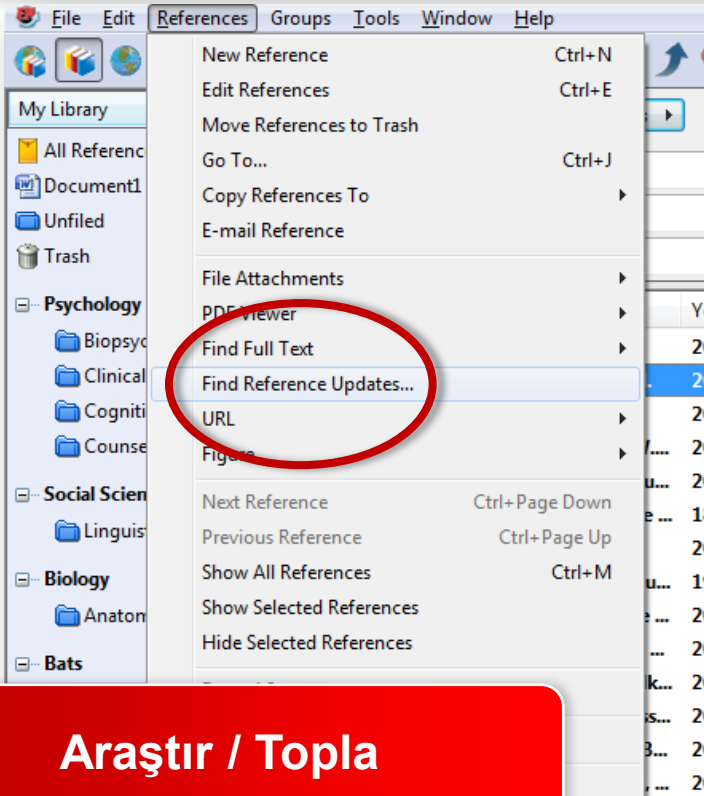 File Edit References Groups Tools Window Help
My Library
All Referenc
Document1
Unfiled
Trash
Psychology
Biopsyc
Clinical
Cogniti
Counse
Social Scien
Linguis
Biology
Anatom
Bats
New Reference Ctrl+N
Edit References Ctrl+E
Move References to Trash
Go To... Ctrl+J
Copy References To
E-mail Reference
File Attachments
PDF Viewer
Find Full Text
Find Reference Updates...
URL
Figure
Next Reference Ctrl+Page Down
Previous Reference Ctrl+Page Up
Show All References Ctrl+M
Show Selected References
Hide Selected References
Araştır / Topla